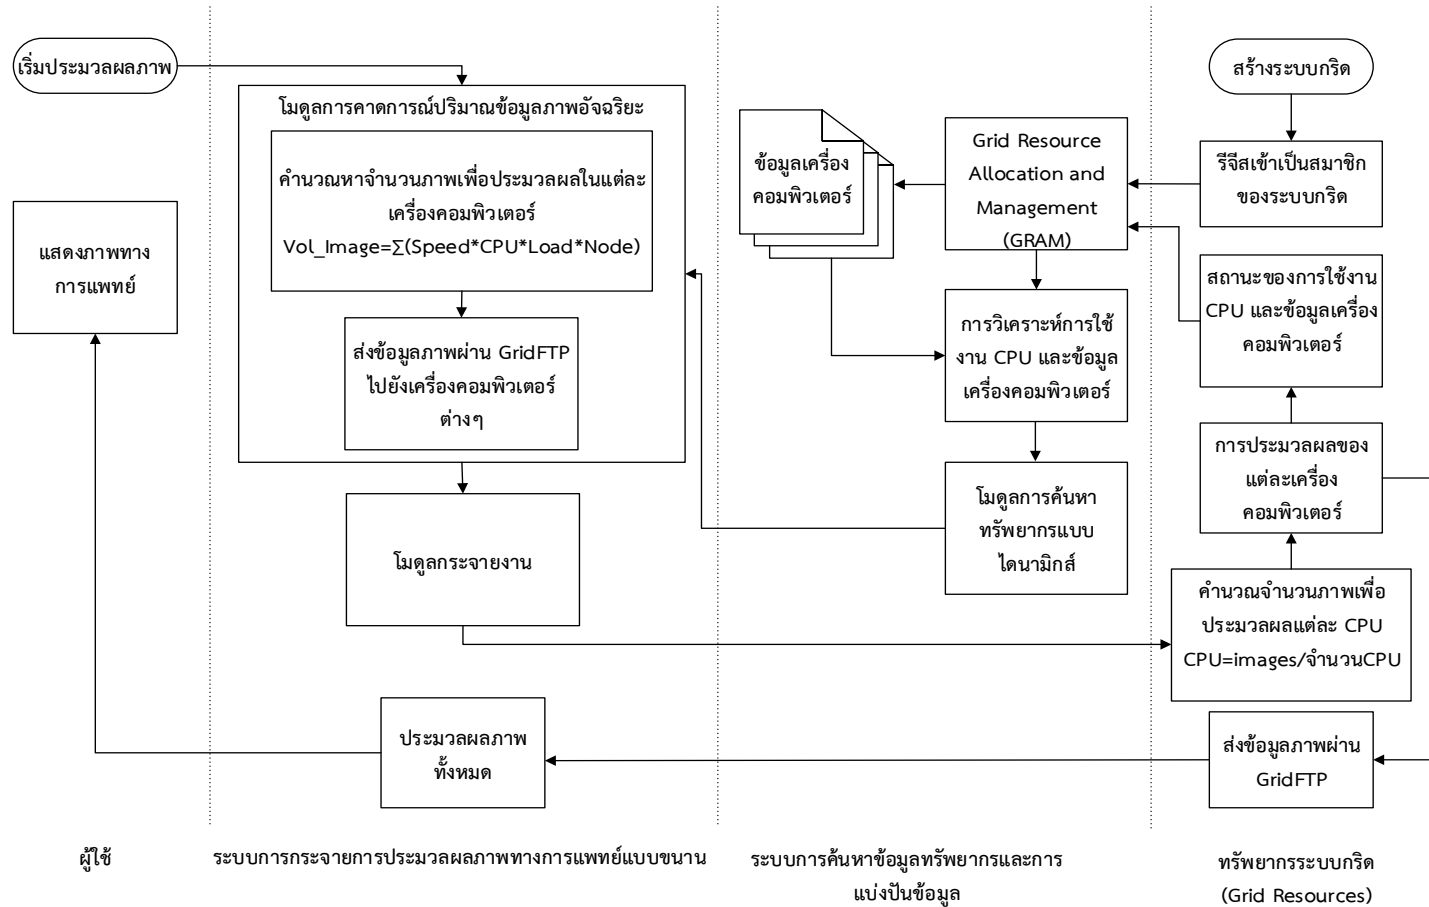 เริ่มประมวลผลภาพ
แสดงภาพทาง
การแพทย์
ผู้ใช้
โมดูลการคาดการณ์ปริมาณข้อมูลภาพอัจฉริยะ
คำนวณหาจำนวนภาพเพื่อประมวลผลในแต่ละ
เครื่องคอมพิวเตอร์
Vol_Image=∑(Speed*CPU*Load*Node)
ส่งข้อมูลภาพผ่าน GridFTP
ไปยังเครื่องคอมพิวเตอร์
ต่างๆ
โมดูลกระจายงาน
ประมวลผลภาพ
ทั้งหมด
ระบบการกระจายการประมวลผลภาพทางการแพทย์แบบขนาน
ข้อมูลเครื่อง
คอมพิวเตอร์
Grid Resource
Allocation and
Management
(GRAM)
การวิเคราะห์การใช้
งาน CPU และข้อมูล
เครื่องคอมพิวเตอร์
โมดูลการค้นหา
ทรัพยากรแบบ
ไดนามิกส์
ระบบการค้นหาข้อมูลทรัพยากรและการ
แบ่งปันข้อมูล
สร้างระบบกริด
รีจีสเข้าเป็นสมาชิก
ของระบบกริด
สถานะของการใช้งาน
CPU และข้อมูลเครื่อง
คอมพิวเตอร์
การประมวลผลของ
แต่ละเครื่อง
คอมพิวเตอร์
คำนวณจำนวนภาพเพื่อ
ประมวลผลแต่ละ CPU
CPU=images/จำนวนCPU
ส่งข้อมูลภาพผ่าน
GridFTP
ทรัพยากรระบบกริด
(Grid Resources)